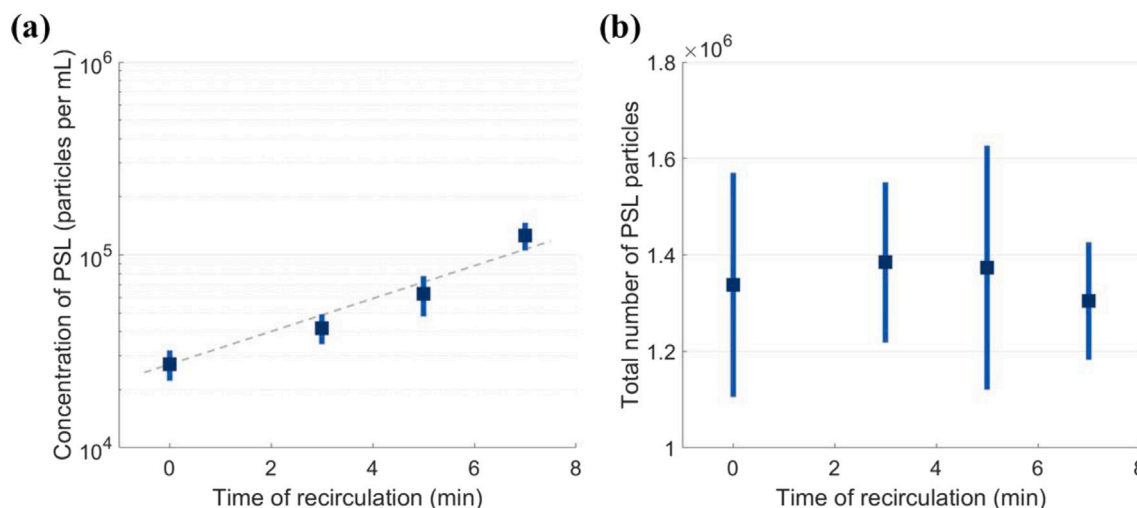 (a)
Concentration of PSL (particles per mL)
10^6
10^5
10^4
0 2 4 6 8
Time of recirculation (min)
(b)
×10^6
Total number of PSL particles
1.8
1.6
1.4
1.2
1
0 2 4 6 8
Time of recirculation (min)